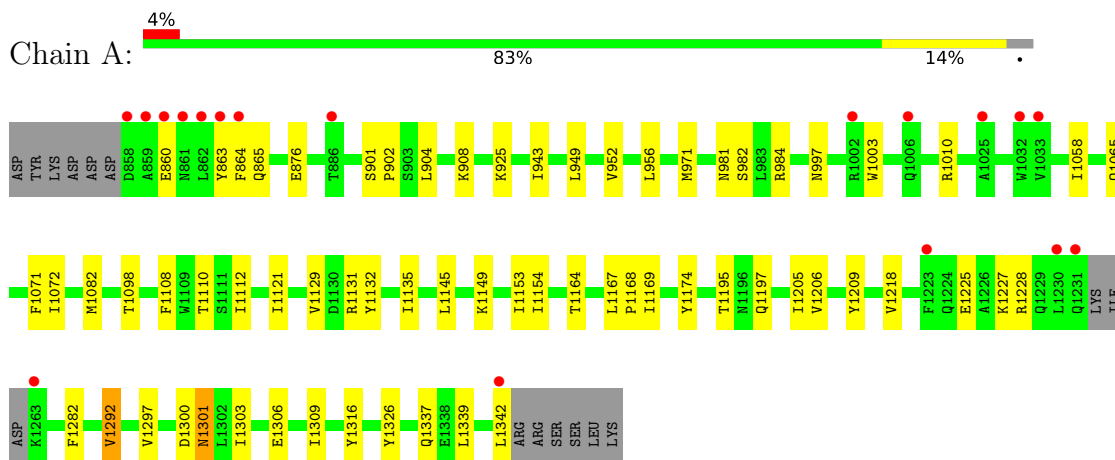 4%
Chain A:
83% 14% •
ASP TYR LYS ASP ASP ASP D858 A859 E860 N861 L862 Y863 F864 Q865 E876 T886 S901 P902 S903 L904 K908 K925 I943 L949 V952 L956 M971 N981 S982 L983 R984 N997 R1002 W1003 Q1006 R1010 A1025 W1032 V1033 I1058
F1071 I1072 M1082 T1098 F1108 W1109 T1110 S1111 I1112 I1121 V1129 D1130 R1131 Y1132 I1135 L1145 K1149 I1153 I1154 T1164 L1167 P1168 I1169 Y1174 T1195 N1196 Q1197 I1205 V1206 Y1209 V1218 F1223 Q1224 E1225 A1226 K1227 R1228 Q1229 L1230 Q1231 LYS ILE
ASP K1263 F1282 V1292 V1297 D1300 N1301 L1302 I1303 E1306 I1309 Y1316 Y1326 Q1337 E1338 L1339 L1342 ARG ARG SER SER LEU LYS